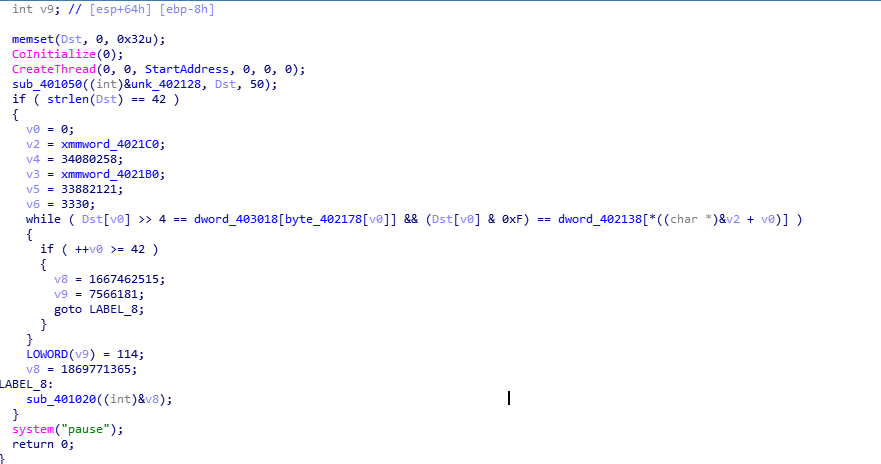 int v9; // [esp+64h] [ebp-8h]
memset(Dst, 0, 0x32u);
CoInitialize(0);
CreateThread(0, 0, StartAddress, 0, 0, 0);
sub_401050((int)&unk_402128, Dst, 50);
if ( strlen(Dst) == 42 )
{
v0 = 0;
v2 = xmmword_4021C0;
v4 = 34080258;
v3 = xmmword_4021B0;
v5 = 33882121;
v6 = 3330;
while ( Dst[v0] >> 4 == dword_403018[byte_402178[v0]] && (Dst[v0] & 0xF) == dword_402138[*((char *)&v2 + v0)] )
{
if ( ++v0 >= 42 )
{
v8 = 1667462515;
v9 = 7566181;
goto LABEL_8;
}
}
LOWORD(v9) = 114;
v8 = 1869771365;
LABEL_8:
sub_401020((int)&v8);
}
system("pause");
return 0;
}